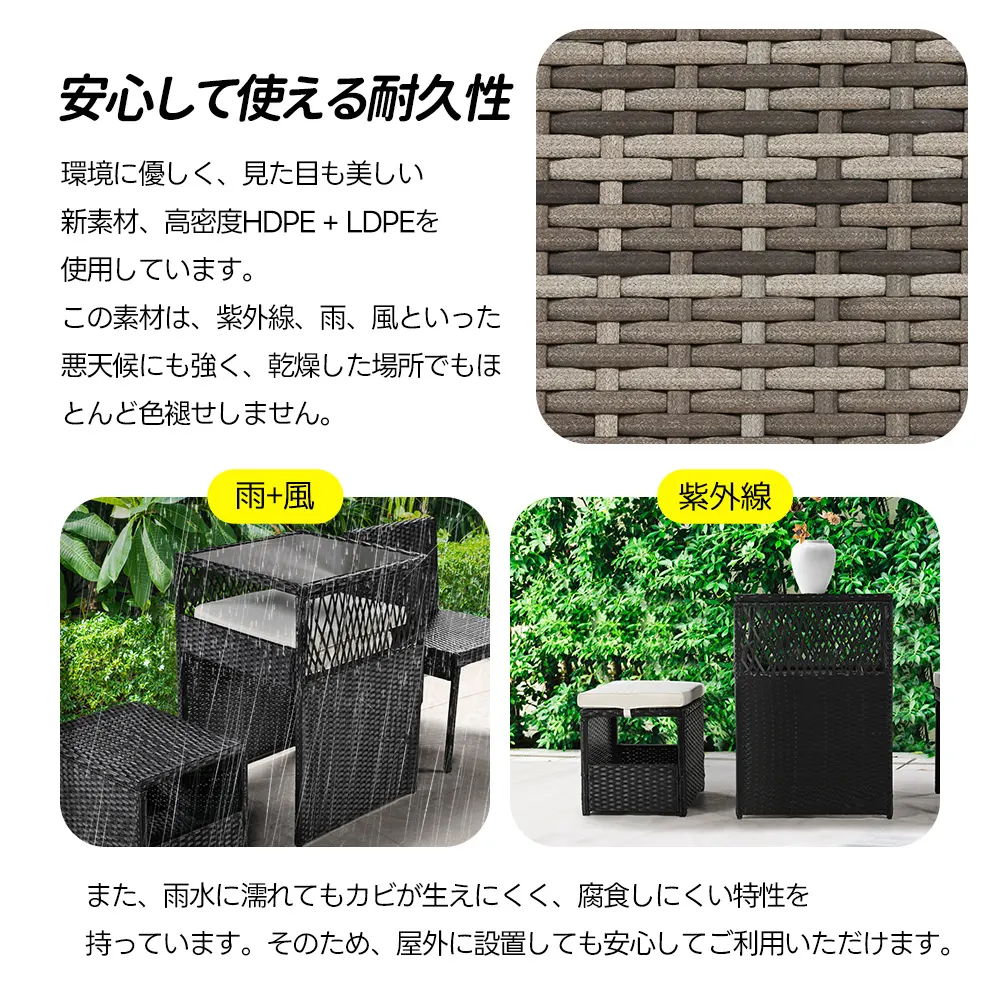 安心して使える耐久性
環境に優しく、見た目も美しい
新素材、高密度HDPE + LDPEを
使用しています。
この素材は、紫外線、雨、風といった
悪天候にも強く、乾燥した場所でもほ
とんど色褪せしません。
雨+風
紫外線
また、雨水に濡れてもカビが生えにくく、腐食しにくい特性を
持っています。そのため、屋外に設置しても安心してご利用いただけます。